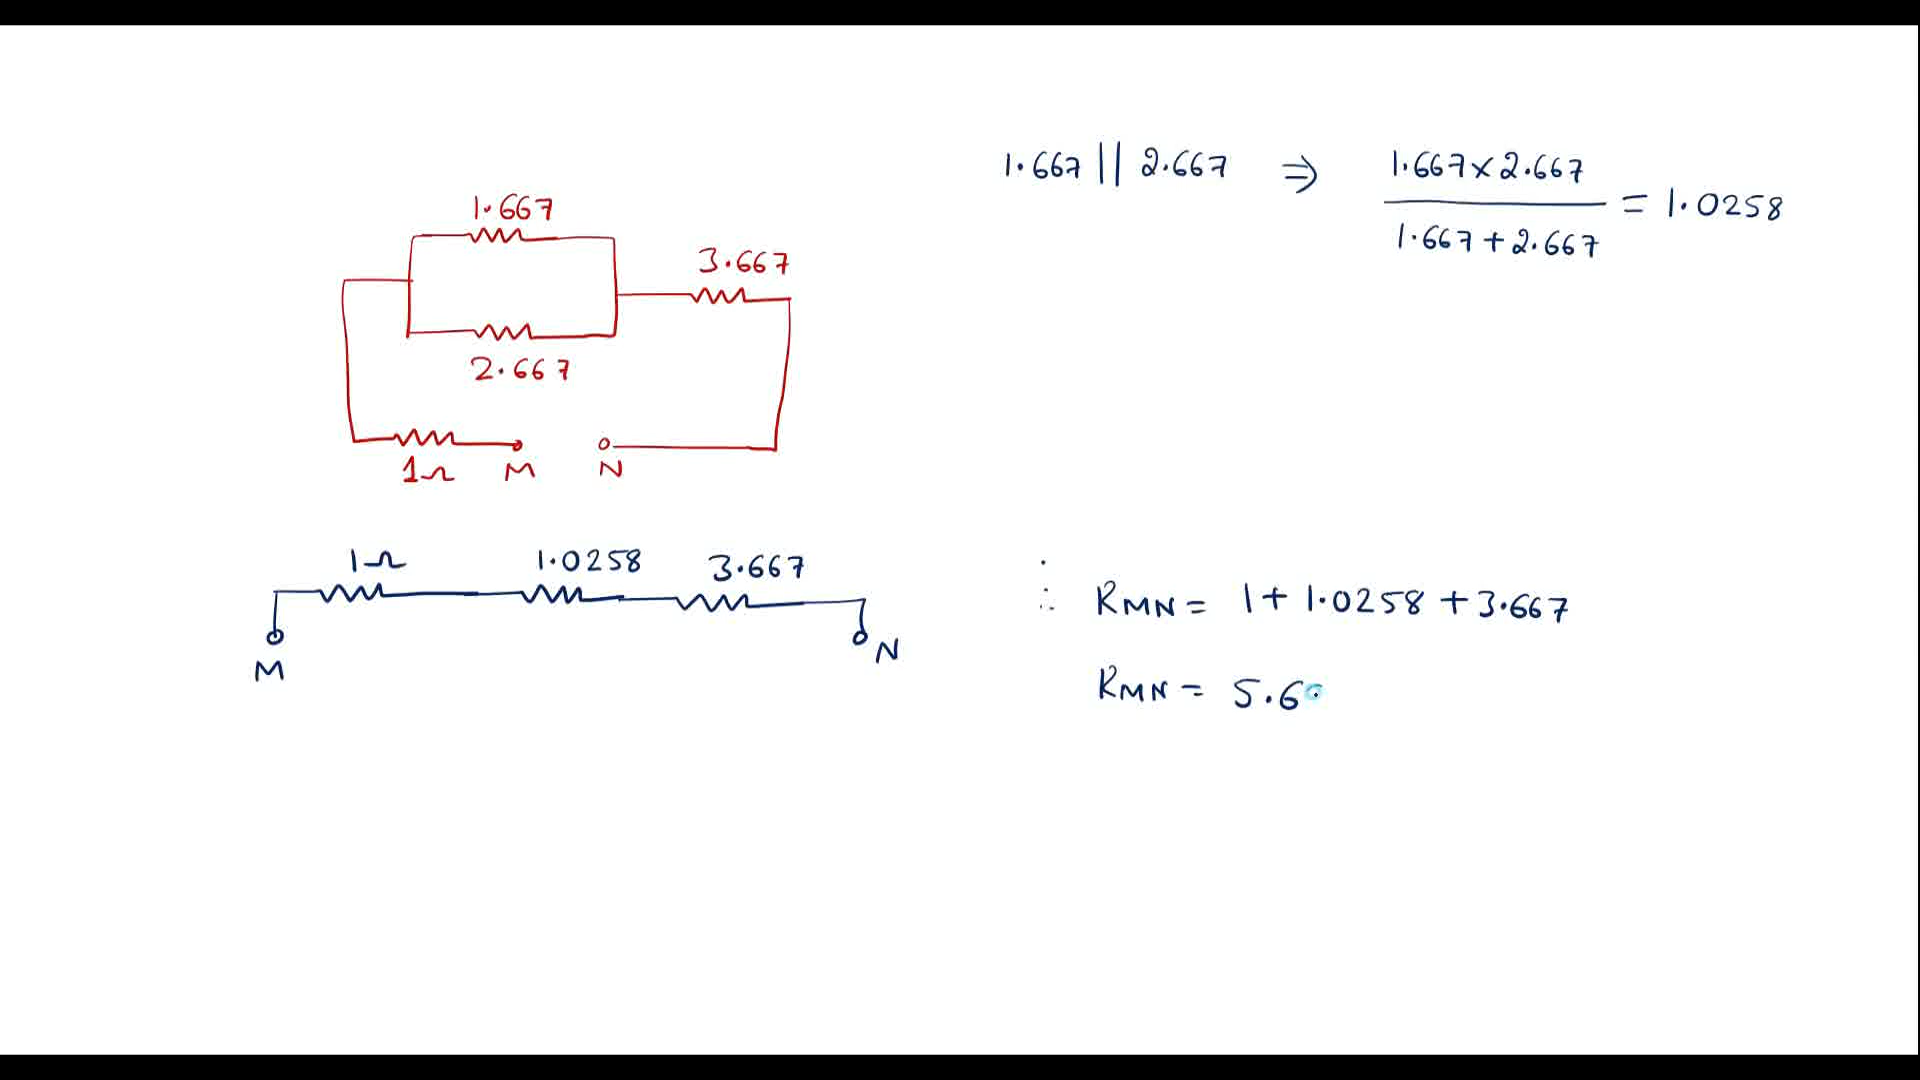 1.667 || 2.667 ⇒ 1.667 × 2.667
1.667 + 2.667
= 1.0258
1.667
3.667
2.667
1Ω M N
1Ω 1.0258 3.667
M N
∴ RMN = 1 + 1.0258 + 3.667
RMN = 5.6